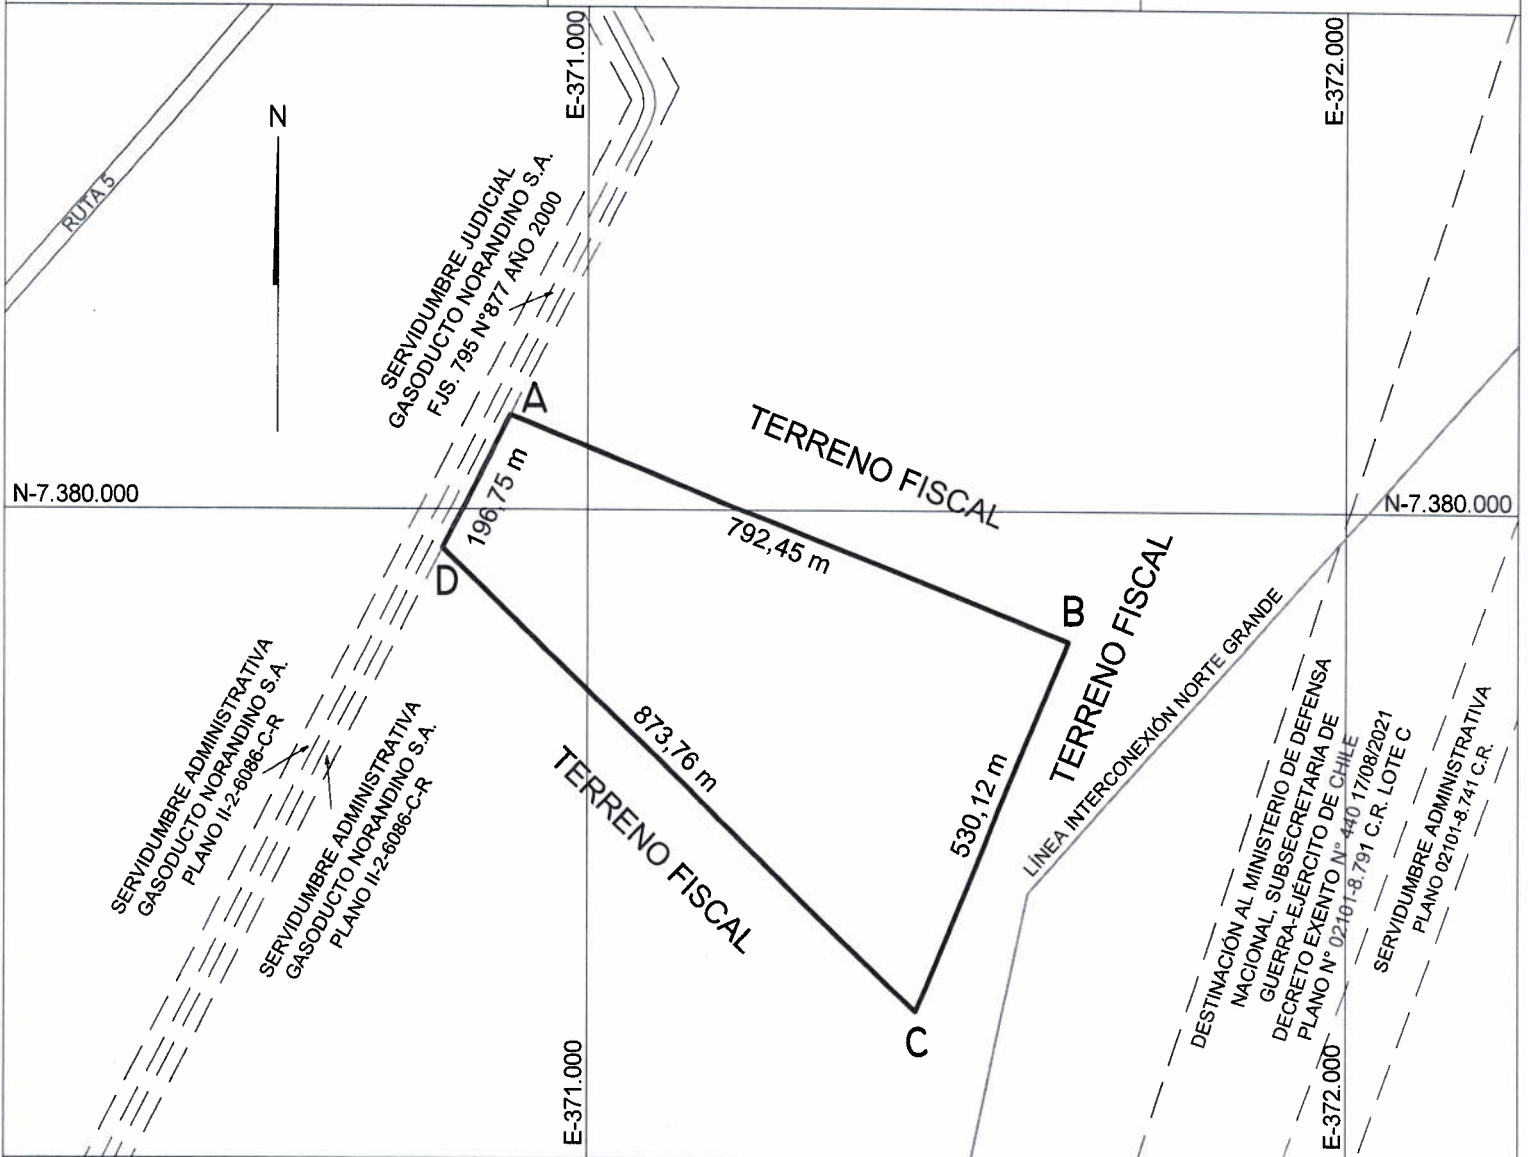 E-371.000
E-372.000
N
RUTA 5
SERVIDUMBRE JUDICIAL
GASODUCTO NORANDINO S.A.
FJS. 795 N°877 AÑO 2000
A
TERRENO FISCAL
N-7.380.000
N-7.380.000
196,75 m
792,45 m
D
B
TERRENO FISCAL
LÍNEA INTERCONEXIÓN NORTE GRANDE
SERVIDUMBRE ADMINISTRATIVA
GASODUCTO NORANDINO S.A.
PLANO II-2-6086-C-R
SERVIDUMBRE ADMINISTRATIVA
GASODUCTO NORANDINO S.A.
PLANO II-2-6086-C-R
873,76 m
TERRENO FISCAL
530,12 m
DESTINACIÓN AL MINISTERIO DE DEFENSA
NACIONAL, SUBSECRETARIA DE
GUERRA-EJÉRCITO DE CHILE
DECRETO EXENTO N° 440 17/08/2021
PLANO N° 02101-8.791 C.R. LOTE C
SERVIDUMBRE ADMINISTRATIVA
PLANO 02101-8.741 C.R.
C
E-371.000
E-372.000